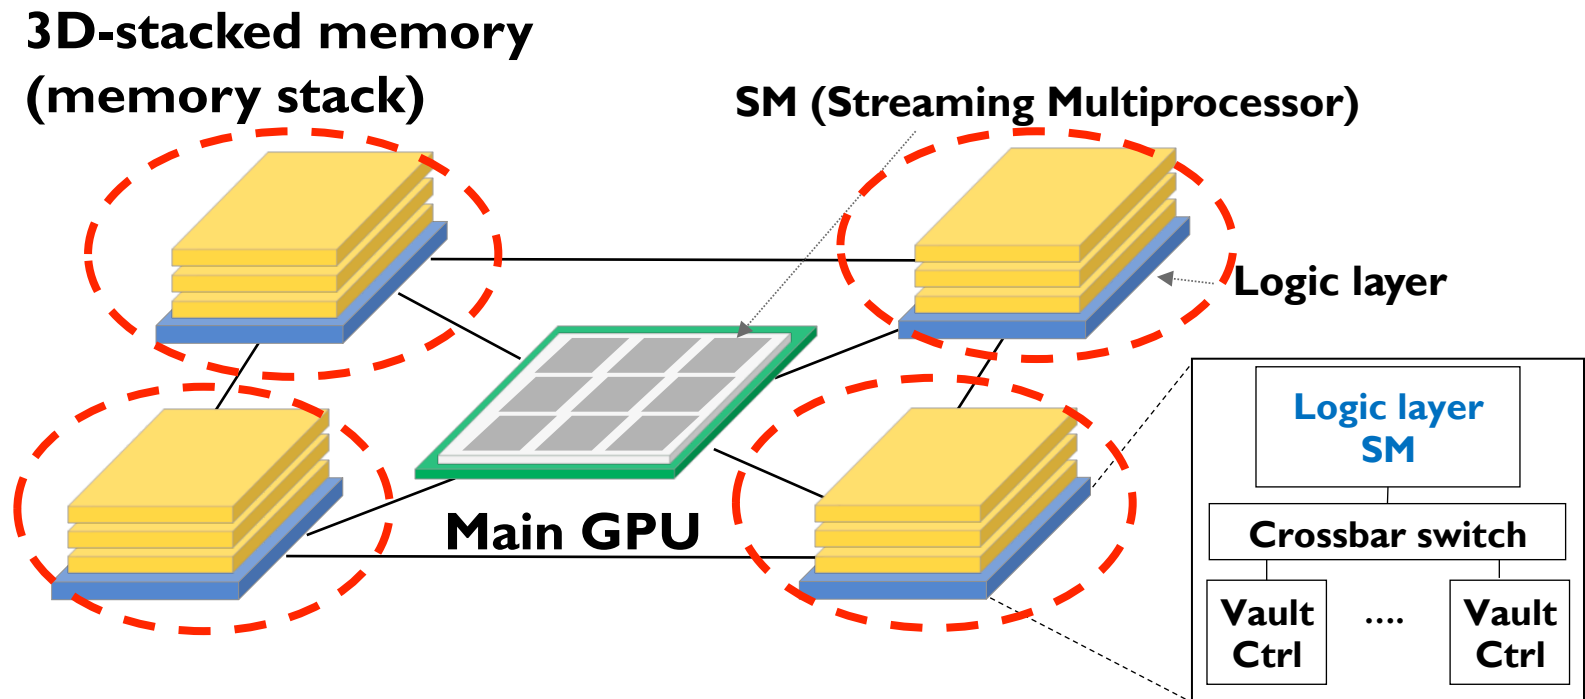 3D-stacked memory
(memory stack)
SM (Streaming Multiprocessor)
Logic layer
Main GPU
Logic layer
SM
Crossbar switch
Vault
Ctrl
....
Vault
Ctrl